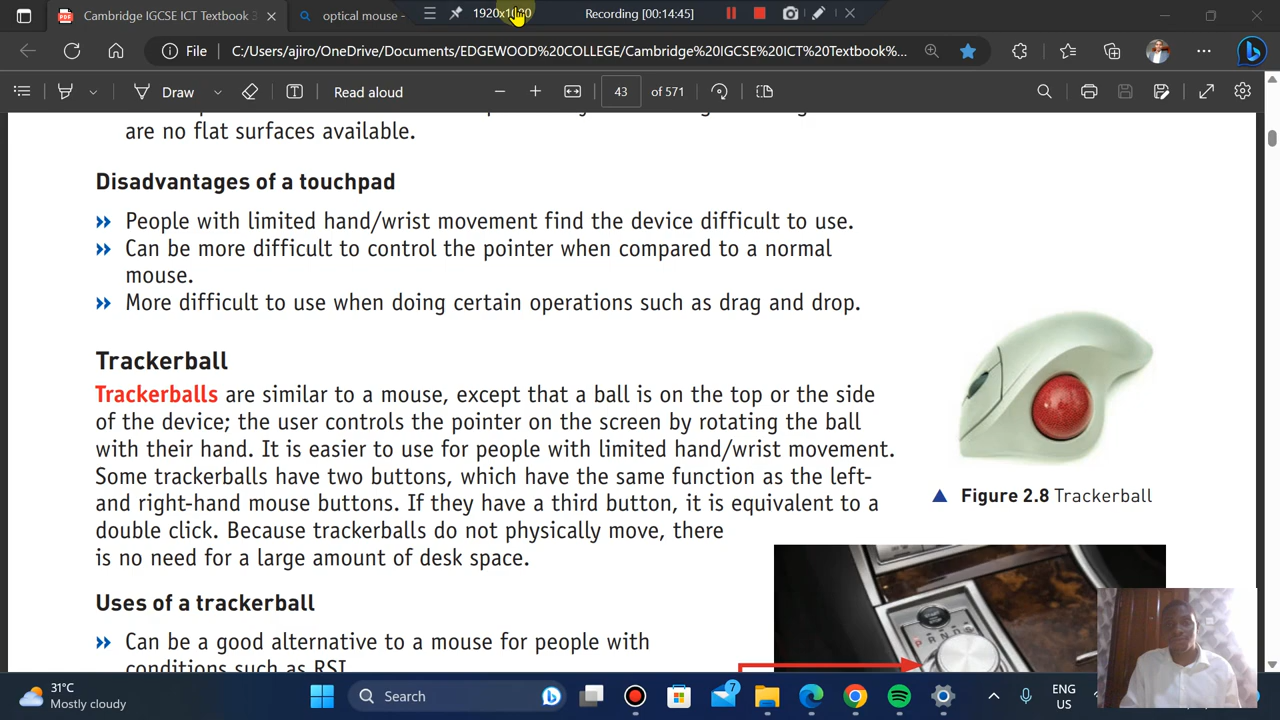 Cambridge IGCSE ICT Textbook 3
optical mouse -
1920x1080
Recording [00:14:45]
File
C:/Users/ajiro/OneDrive/Documents/EDGEWOOD%20COLLEGE/Cambridge%20IGCSE%20ICT%20Textbook%...
Draw
Read aloud
43
of 571
are no flat surfaces available.
Disadvantages of a touchpad
» People with limited hand/wrist movement find the device difficult to use.
» Can be more difficult to control the pointer when compared to a normal
mouse.
» More difficult to use when doing certain operations such as drag and drop.
Trackerball
Trackerballs are similar to a mouse, except that a ball is on the top or the side
of the device; the user controls the pointer on the screen by rotating the ball
with their hand. It is easier to use for people with limited hand/wrist movement.
Some trackerballs have two buttons, which have the same function as the left-
and right-hand mouse buttons. If they have a third button, it is equivalent to a
double click. Because trackerballs do not physically move, there
is no need for a large amount of desk space.
▲ Figure 2.8 Trackerball
Uses of a trackerball
» Can be a good alternative to a mouse for people with
conditions such as RSI
P R N D
31°C
Mostly cloudy
Search
7
ENG
US